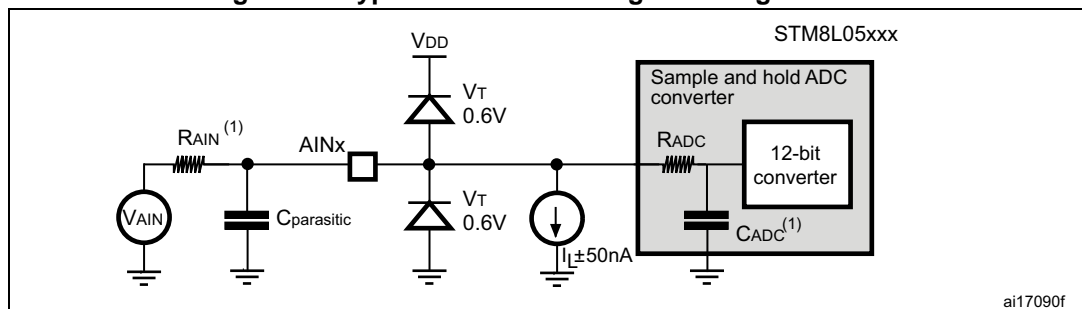 STM8L05xxx
VDD
Sample and hold ADC
converter
VT
0.6V
RAIN (1)
AINx
RADC
12-bit
converter
VT
0.6V
VAIN
Cparasitic
IL±50nA
CADC(1)
ai17090f